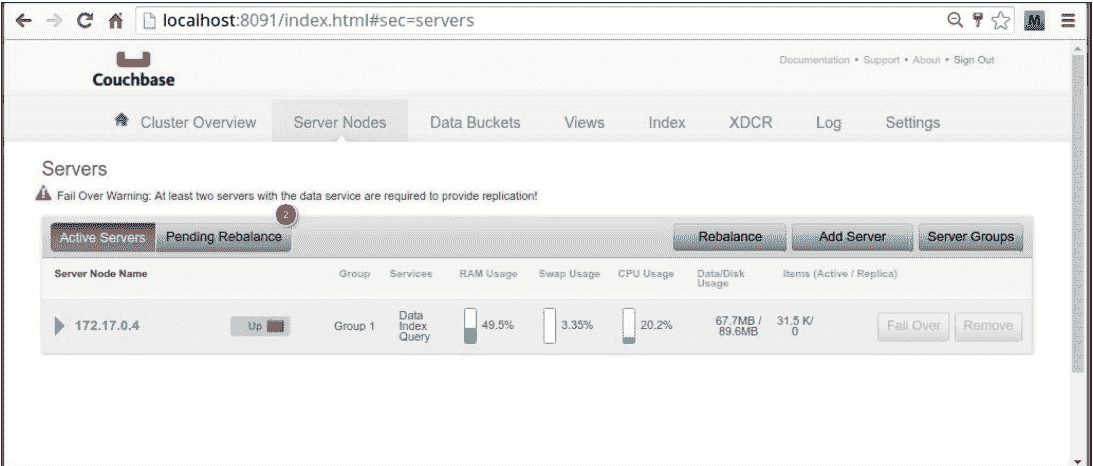 localhost:8091/index.html#sec=servers
M
Couchbase
Documentation • Support • About • Sign Out
Cluster Overview Server Nodes Data Buckets Views Index XDCR Log Settings
Servers
Fail Over Warning: At least two servers with the data service are required to provide replication!
2
Active Servers Pending Rebalance Rebalance Add Server Server Groups
Server Node Name Group Services RAM Usage Swap Usage CPU Usage Data/Disk Usage Items (Active / Replica)
172.17.0.4 Up Group 1 Data Index Query 49.5% 3.35% 20.2% 67.7MB / 89.6MB 31.5 K/ 0 Fail Over Remove